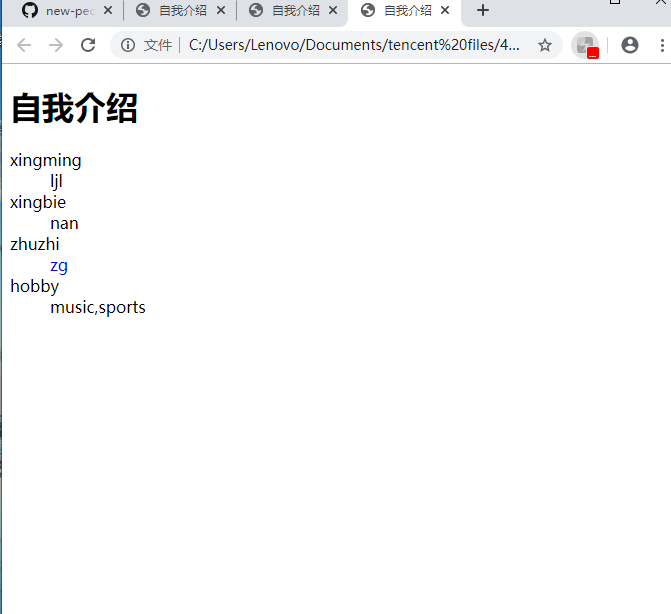 new-pec
自我介绍
自我介绍
自我介绍
文件 C:/Users/Lenovo/Documents/tencent%20files/4...
自我介绍
xingming
ljl
xingbie
nan
zhuzhi
zg
hobby
music,sports